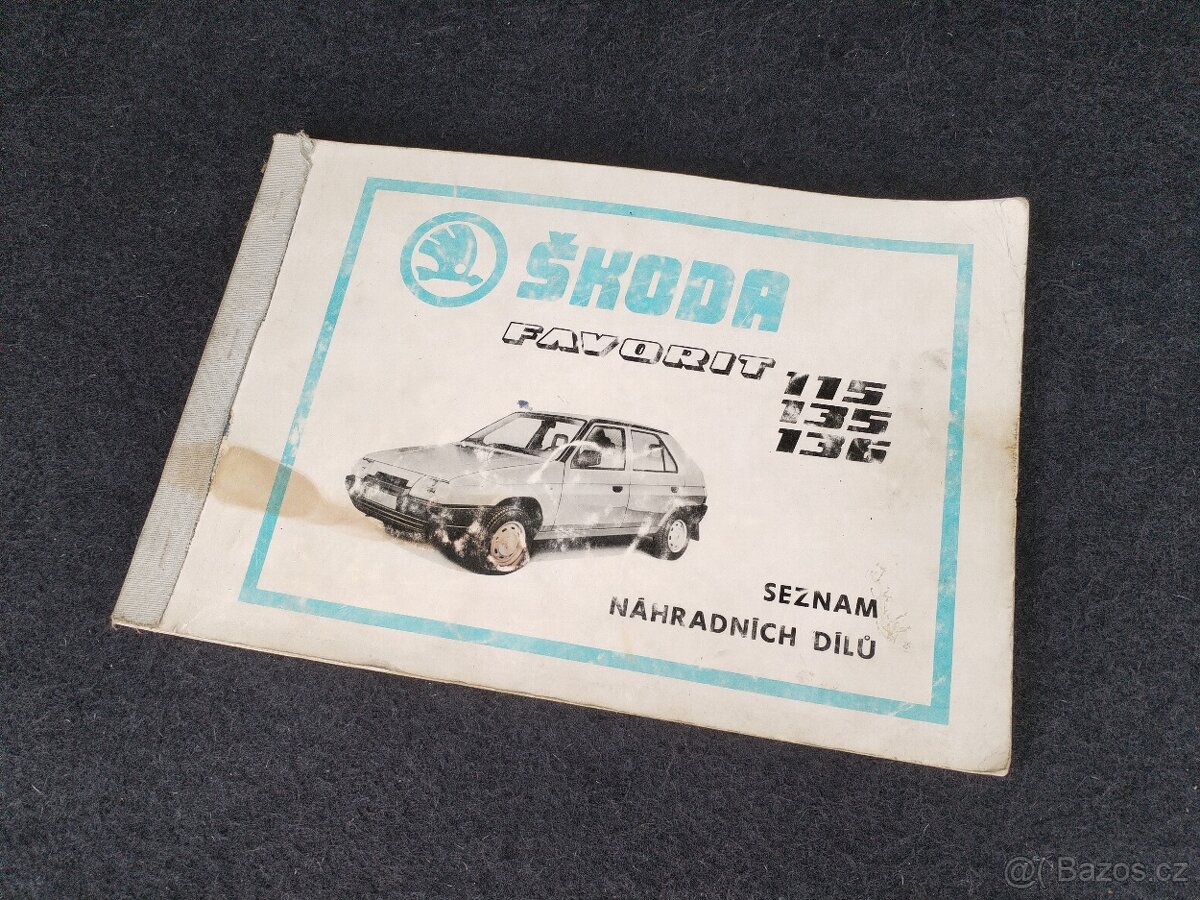 ŠKODA
FAVORIT 115
135
136
SEZNAM
NÁHRADNÍCH DÍLŮ
@ Bazos.cz